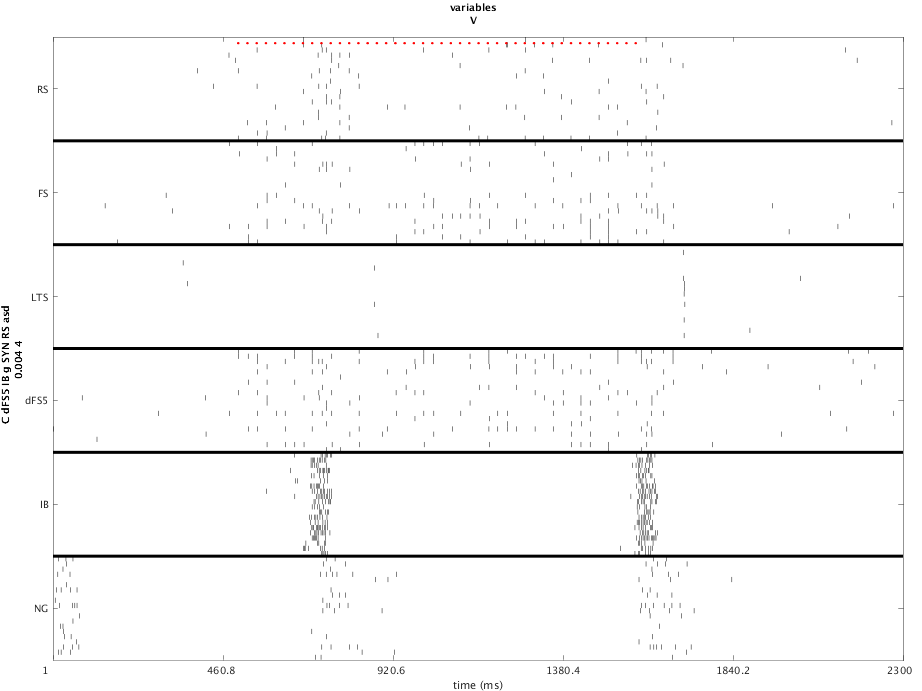 variables
V
RS
FS
LTS
dFS5
IB
NG
C dFS5 IB g SYN RS asd
0.004 4
1
460.8
920.6
1380.4
1840.2
2300
time (ms)